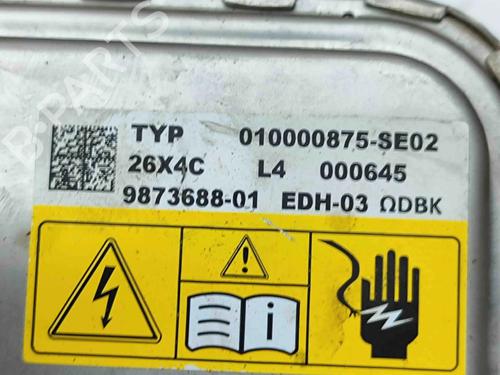 B-PARTS
TYP 010000875-SE02
26X4C L4 000645
9873688-01 EDH-03 ΩDBK